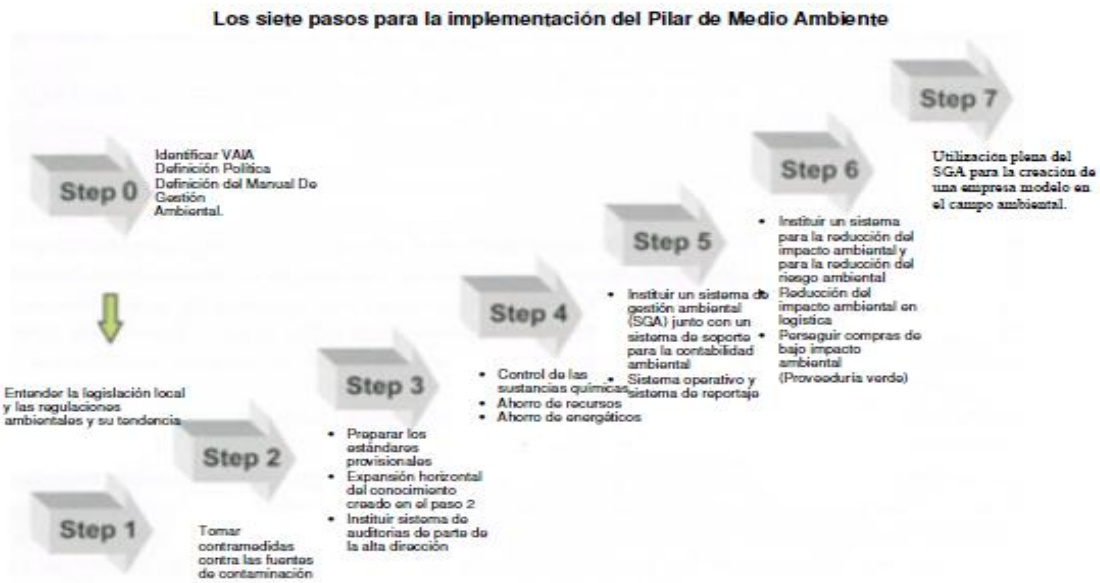 Los siete pasos para la implementación del Pilar de Medio Ambiente
Step 0
Identificar VAIA
Definición Política
Definición del Manual De
Gestión
Ambiental.
Entender la legislación local
y las regulaciones
ambientales y su tendencia
Step 1
Step 2
Tomar
contramedidas
contra las fuentes
de contaminación
Step 3
• Preparar los
estándares
provisionales
• Expansión horizontal
del conocimiento
creado en el paso 2
• Instituir sistema de
auditorias de parte de
la alta dirección
Step 4
• Control de las
sustancias químicas
• Ahorro de recursos
• Ahorro de energéticos
Step 5
• Instituir un sistema de
gestión ambiental
(SGA) junto con un
sistema de soporte
para la contabilidad
ambiental
• Sistema operativo y
sistema de reportaje
Step 6
• Instituir un sistema
para la reducción del
impacto ambiental y
para la reducción del
riesgo ambiental
• Reducción del
impacto ambiental en
logística
• Perseguir compras de
bajo impacto
ambiental
(Proveeduría verde)
Step 7
Utilización plena del
SGA para la creación de
una empresa modelo en
el campo ambiental.